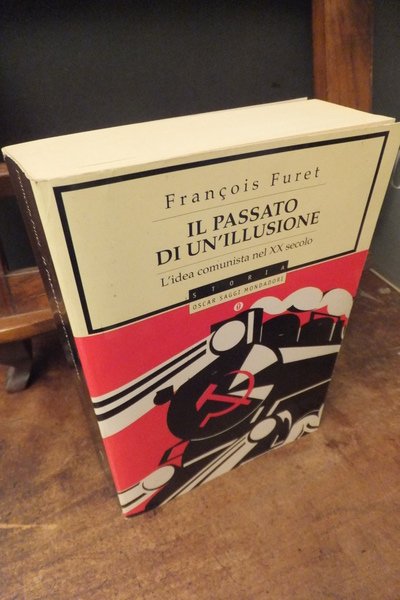 François Furet
IL PASSATO
DI UN'ILLUSIONE
L'idea comunista nel XX secolo
STORIA
OSCAR SAGGI MONDADORI